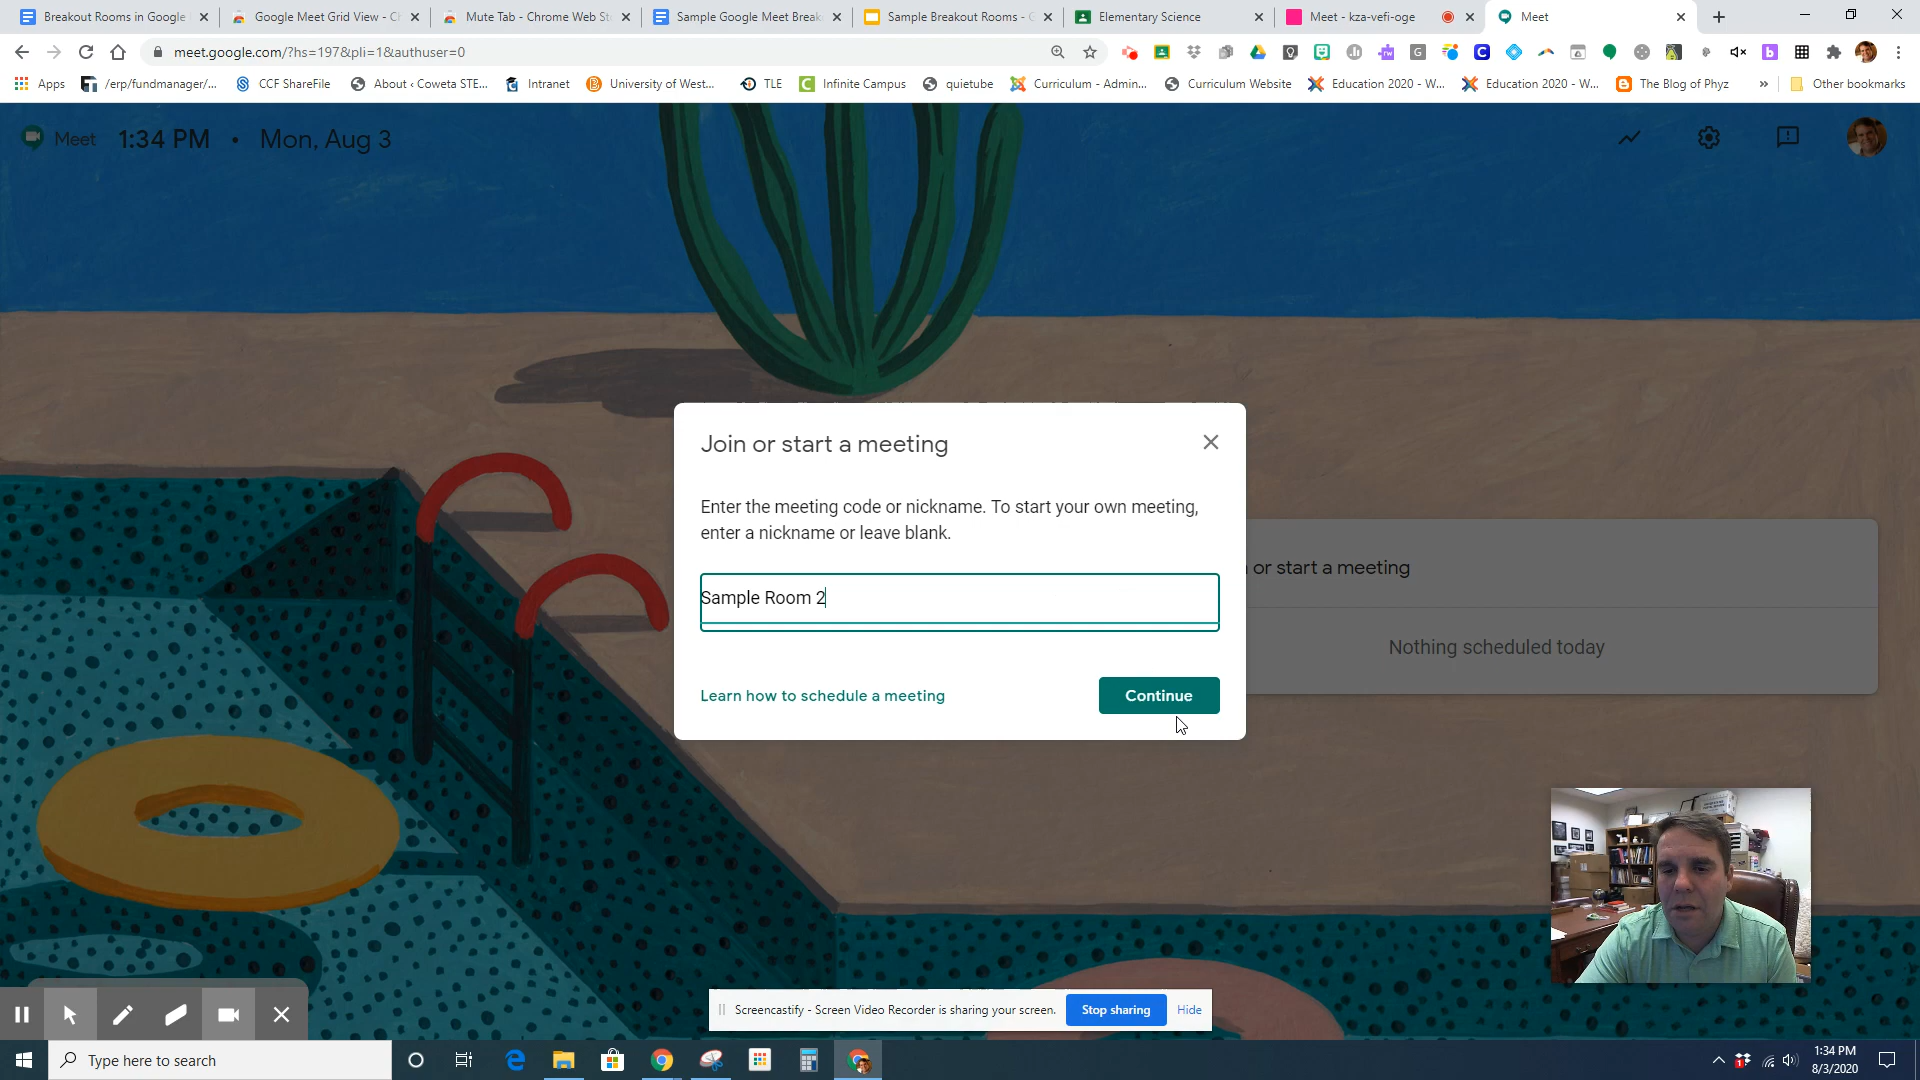 Breakout Rooms in Google
Google Meet Grid View - C
Mute Tab - Chrome Web St
Sample Google Meet Break
Sample Breakout Rooms - G
Elementary Science
Meet - kza-vefi-oge
Meet
meet.google.com/?hs=197&pli=1&authuser=0
Apps
/erp/fundmanager/...
CCF ShareFile
About ‹ Coweta STE...
Intranet
University of West...
TLE
Infinite Campus
quietube
Curriculum - Admin...
Curriculum Website
Education 2020 - W...
Education 2020 - W...
The Blog of Phyz
»
Other bookmarks
Meet 1:34 PM • Mon, Aug 3
Join or start a meeting
Enter the meeting code or nickname. To start your own meeting,
enter a nickname or leave blank.
or start a meeting
Sample Room 2
Nothing scheduled today
Learn how to schedule a meeting
Continue
Screencastify - Screen Video Recorder is sharing your screen.
Stop sharing
Hide
Type here to search
1:34 PM
8/3/2020